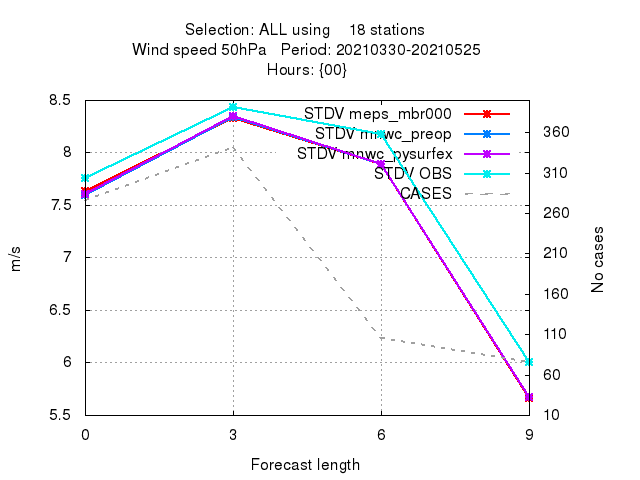 Selection: ALL using    18 stations
Wind speed 50hPa   Period: 20210330-20210525
Hours: {00}
8.5
8
7.5
7
6.5
6
5.5
m/s
STDV meps_mbr000
STDV mnwc_preop
STDV mnwc_pysurfex
STDV OBS
CASES
360
310
260
210
160
110
60
10
No cases
0 3 6 9
Forecast length